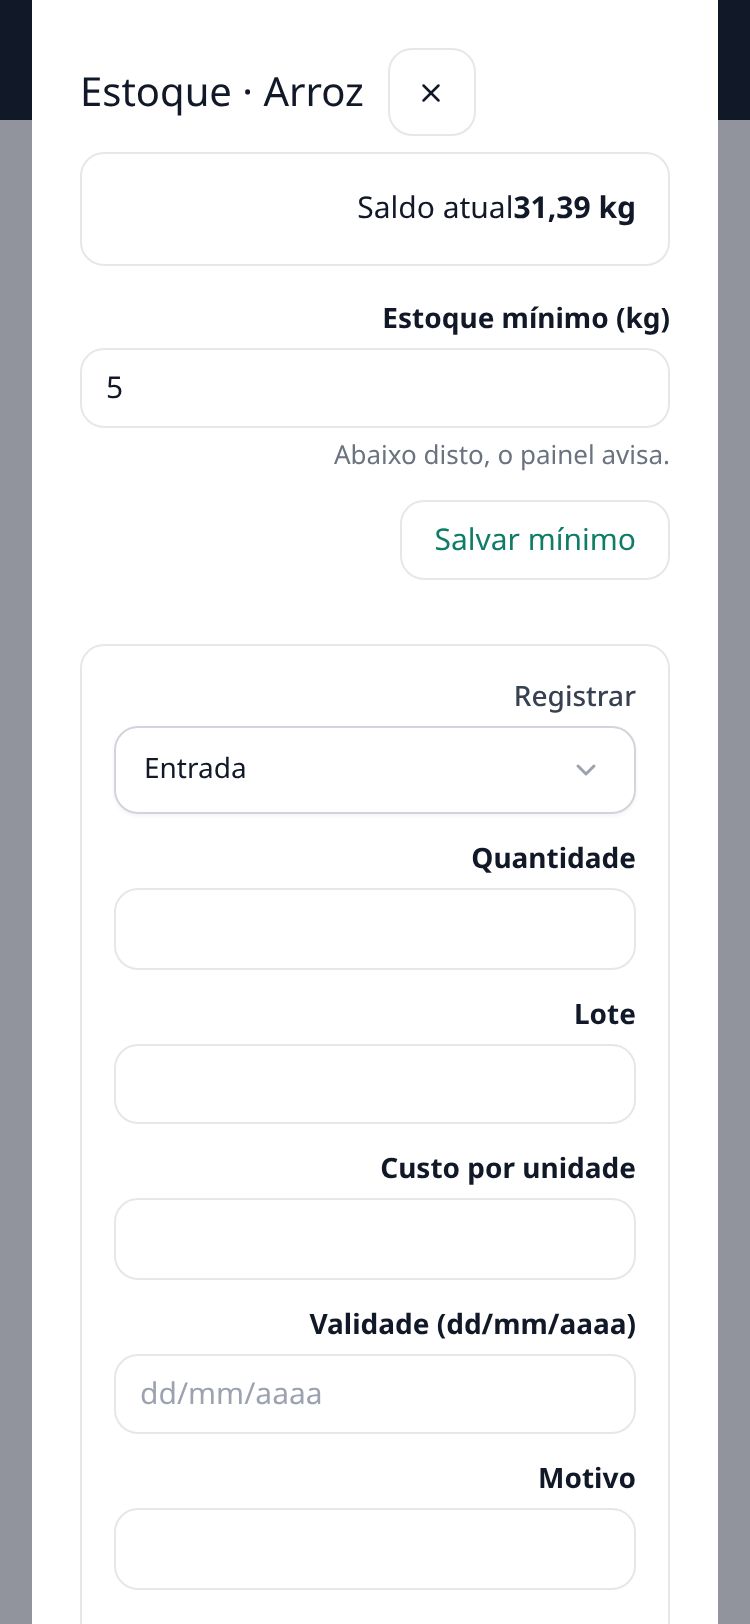 Estoque · Arroz ×
Saldo atual31,39 kg
Estoque mínimo (kg)
5
Abaixo disto, o painel avisa.
Salvar mínimo
Registrar
Entrada
Quantidade
Lote
Custo por unidade
Validade (dd/mm/aaaa)
dd/mm/aaaa
Motivo